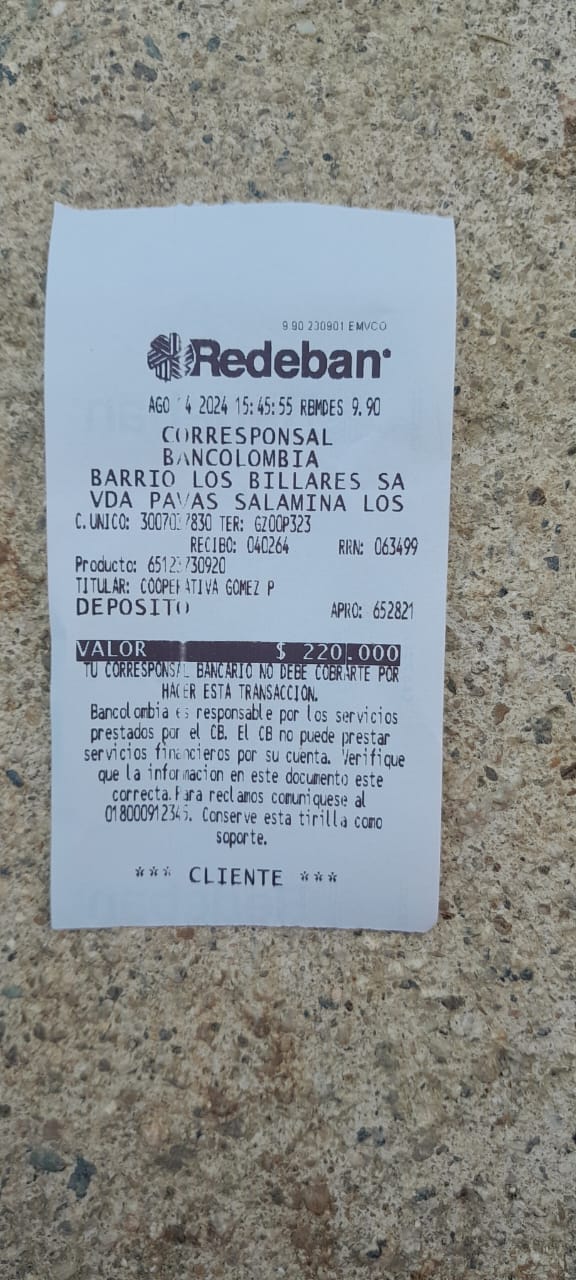 9.90 230901 EMVCO
Redeban
AGO 4 2024 15:45:55 RBMDES 9.90
CORRESPONSAL
BANCOLOMBIA
BARRIO LOS BILLARES SA
VDA PAVAS SALAMINA LOS
C.UNICO: TER: GZ00P323
RECIBO: 040264 RRN: 063499
Producto:
TITULAR: COOPERATIVA GOMEZ P
DEPOSITO APRO: 652821
VALOR $ 220.000
TU CORRESPONSAL BANCARIO NO DEBE COBRARTE POR
HACER ESTA TRANSACCION.
Bancolombia es responsable por los servicios
prestados por el CB. El CB no puede prestar
servicios financieros por su cuenta. Verifique
que la informacion en este documento este
correcta. Para reclamos comuniquese al
018000912345. Conserve esta tirilla como
soporte.
*** CLIENTE ***